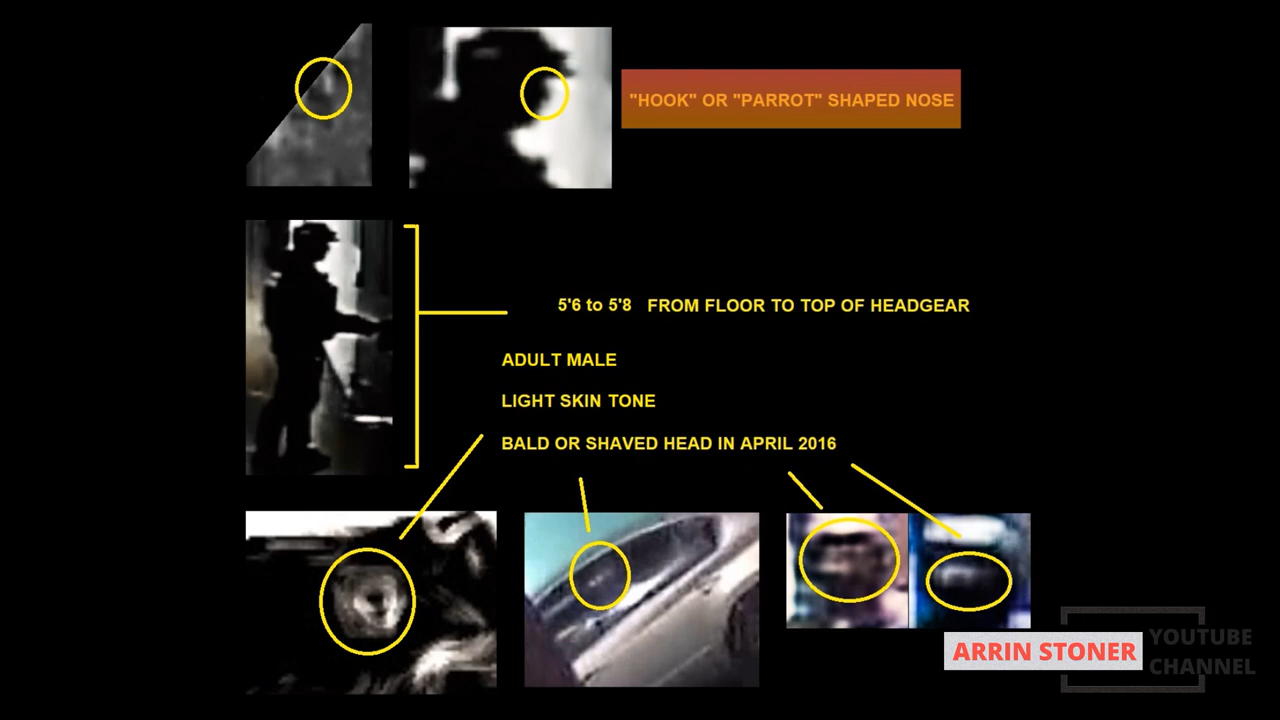 "HOOK" OR "PARROT" SHAPED NOSE
5'6 to 5'8 FROM FLOOR TO TOP OF HEADGEAR
ADULT MALE
LIGHT SKIN TONE
BALD OR SHAVED HEAD IN APRIL 2016
ARRIN STONER
YOUTUBE
CHANNEL